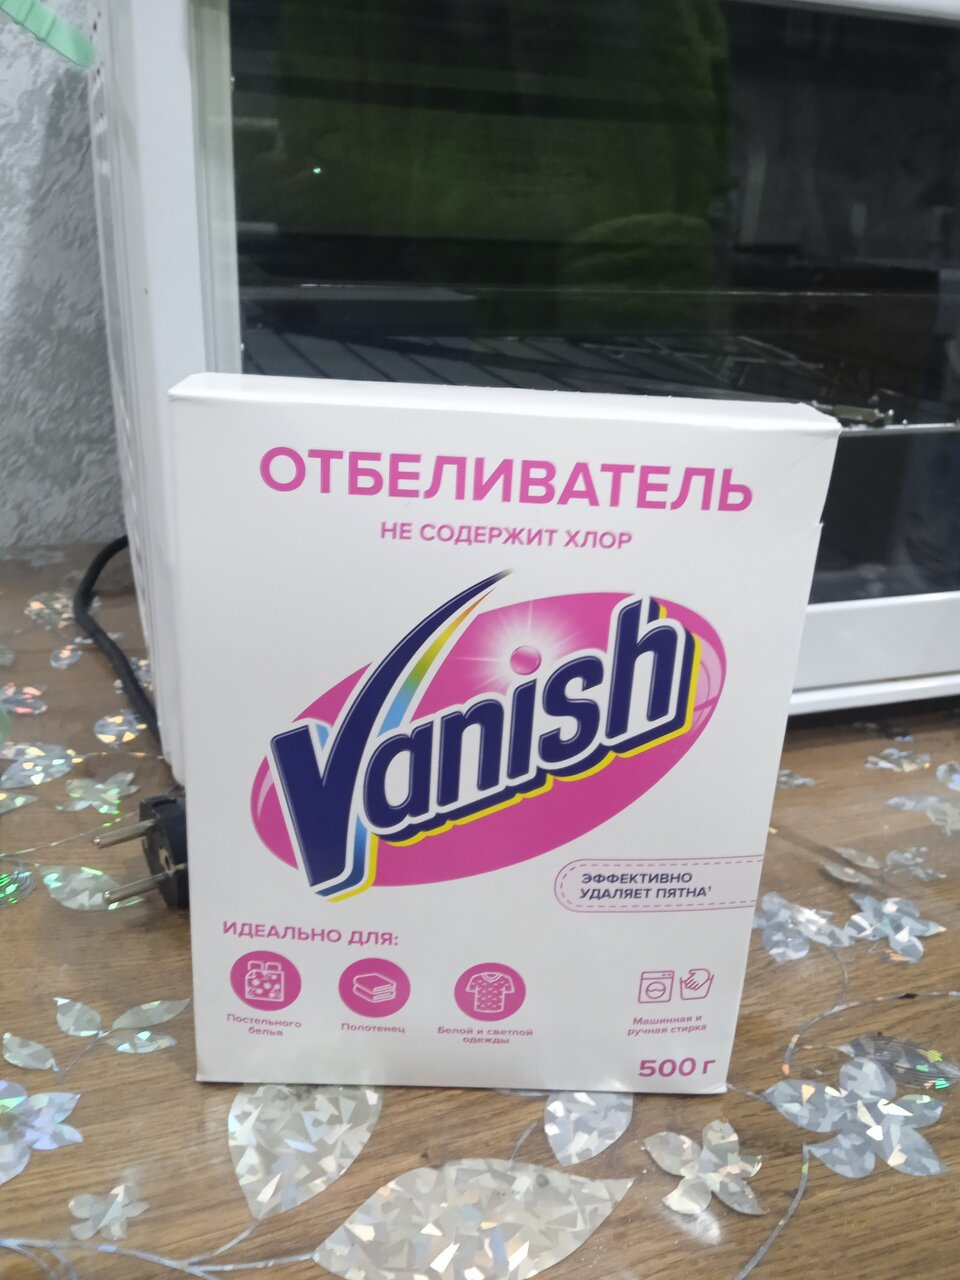 ОТБЕЛИВАТЕЛЬ
НЕ СОДЕРЖИТ ХЛОР
Vanish
ЭФФЕКТИВНО
УДАЛЯЕТ ПЯТНА¹
ИДЕАЛЬНО ДЛЯ:
Постельного
белья
Полотенец
Белой и светлой
одежды
Машинная и
ручная стирка
500 г